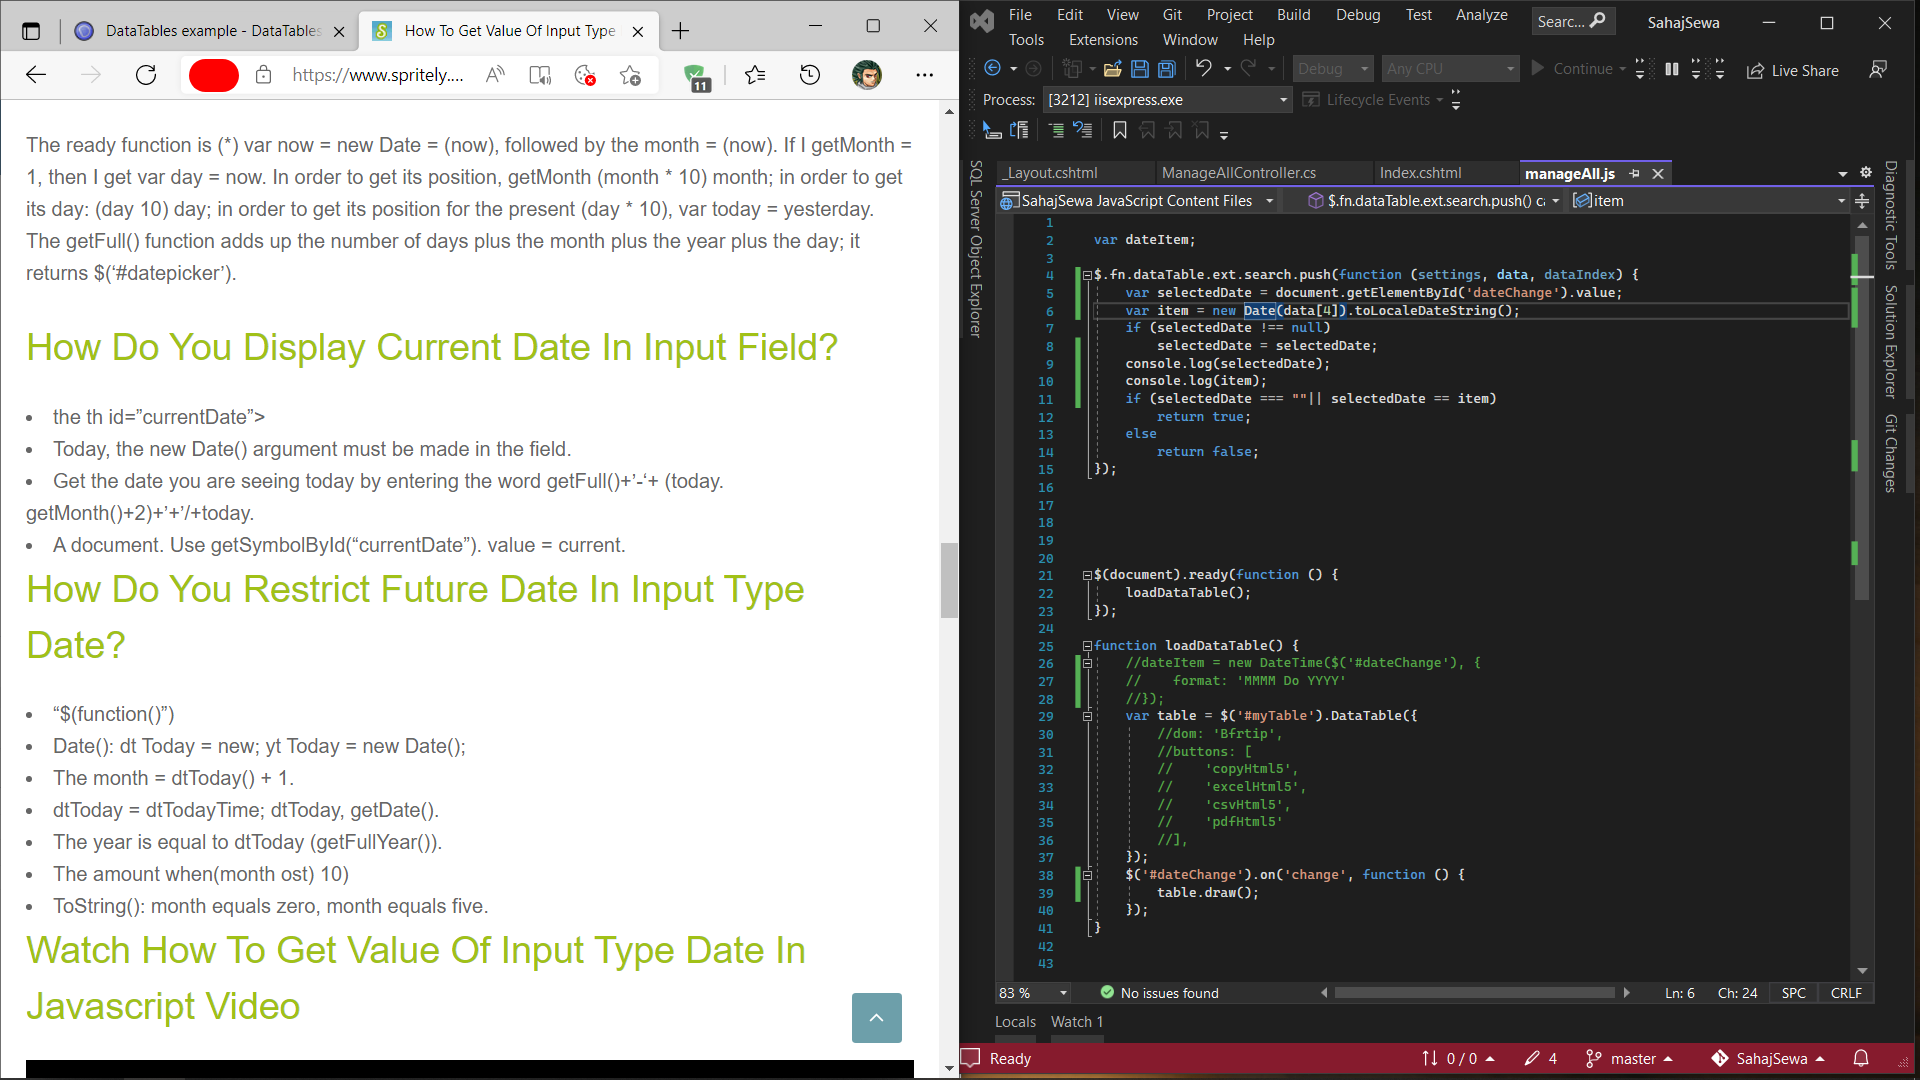 DataTables example - DataTables
How To Get Value Of Input Type
https://www.spritely....
11
The ready function is (*) var now = new Date = (now), followed by the month = (now). If I getMonth =
1, then I get var day = now. In order to get its position, getMonth (month * 10) month; in order to get
its day: (day 10) day; in order to get its position for the present (day * 10), var today = yesterday.
The getFull() function adds up the number of days plus the month plus the year plus the day; it
returns $(‘#datepicker’).
How Do You Display Current Date In Input Field?
• the th id=”currentDate”>
• Today, the new Date() argument must be made in the field.
• Get the date you are seeing today by entering the word getFull()+’-‘+ (today.
getMonth()+2)+’+’/+today.
• A document. Use getSymbolById(“currentDate”). value = current.
How Do You Restrict Future Date In Input Type
Date?
• “$(function()”)
• Date(): dt Today = new; yt Today = new Date();
• The month = dtToday() + 1.
• dtToday = dtTodayTime; dtToday, getDate().
• The year is equal to dtToday (getFullYear()).
• The amount when(month ost) 10)
• ToString(): month equals zero, month equals five.
Watch How To Get Value Of Input Type Date In
Javascript Video
File Edit View Git Project Build Debug Test Analyze
Tools Extensions Window Help
Searc...
SahajSewa
Debug Any CPU Continue Live Share
Process: [3212] iisexpress.exe Lifecycle Events
SQL Server Object Explorer
_Layout.cshtml ManageAllController.cs Index.cshtml manageAll.js
SahajSewa JavaScript Content Files $.fn.dataTable.ext.search.push() ca item
1
2 var dateItem;
3
4 $.fn.dataTable.ext.search.push(function (settings, data, dataIndex) {
5 var selectedDate = document.getElementById('dateChange').value;
6 var item = new Date(data[4]).toLocaleDateString();
7 if (selectedDate !== null)
8 selectedDate = selectedDate;
9 console.log(selectedDate);
10 console.log(item);
11 if (selectedDate === ""|| selectedDate == item)
12 return true;
13 else
14 return false;
15 });
16
17
18
19
20
21 $(document).ready(function () {
22 loadDataTable();
23 });
24
25 function loadDataTable() {
26 //dateItem = new DateTime($('#dateChange'), {
27 // format: 'MMMM Do YYYY'
28 //});
29 var table = $('#myTable').DataTable({
30 //dom: 'Bfrtip',
31 //buttons: [
32 // 'copyHtml5',
33 // 'excelHtml5',
34 // 'csvHtml5',
35 // 'pdfHtml5'
36 //],
37 });
38 $('#dateChange').on('change', function () {
39 table.draw();
40 });
41 }
42
43
Diagnostic Tools
Solution Explorer
Git Changes
83 % No issues found Ln: 6 Ch: 24 SPC CRLF
Locals Watch 1
Ready 0 / 0 4 master SahajSewa